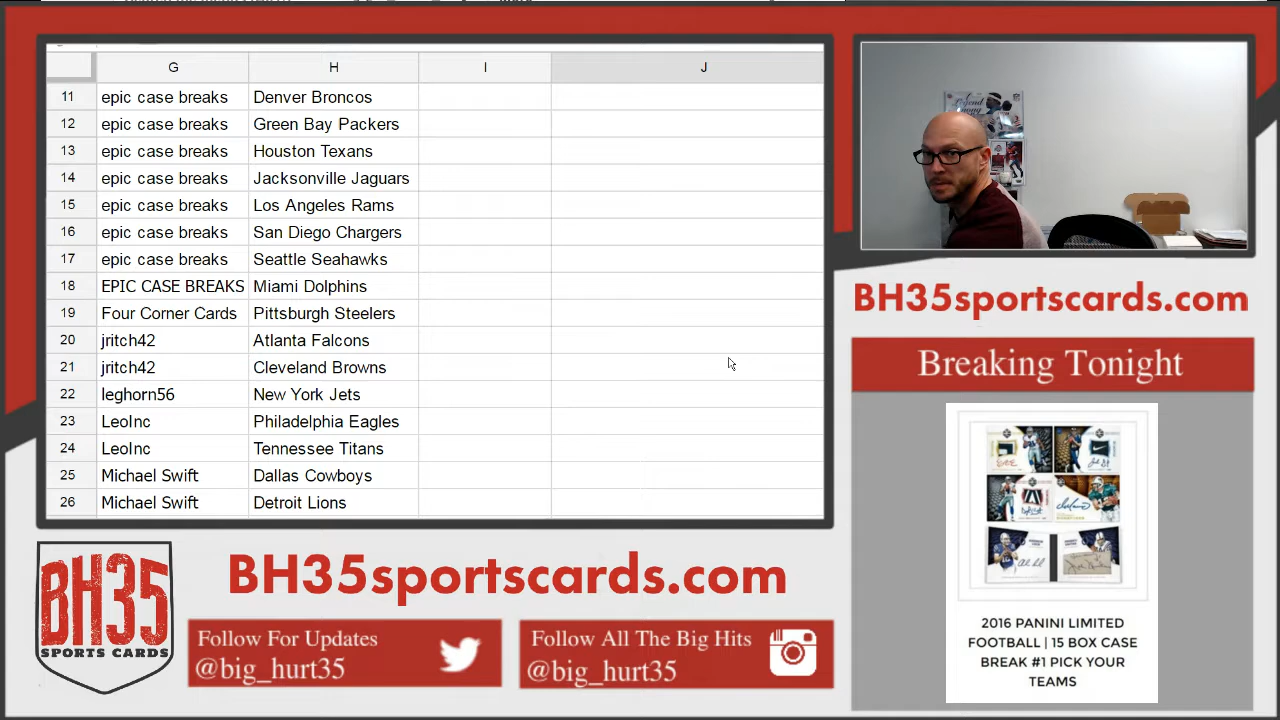 G H I J
11 epic case breaks Denver Broncos
12 epic case breaks Green Bay Packers
13 epic case breaks Houston Texans
14 epic case breaks Jacksonville Jaguars
15 epic case breaks Los Angeles Rams
16 epic case breaks San Diego Chargers
17 epic case breaks Seattle Seahawks
18 EPIC CASE BREAKS Miami Dolphins
19 Four Corner Cards Pittsburgh Steelers
20 jritch42 Atlanta Falcons
21 jritch42 Cleveland Browns
22 leghorn56 New York Jets
23 LeoInc Philadelphia Eagles
24 LeoInc Tennessee Titans
25 Michael Swift Dallas Cowboys
26 Michael Swift Detroit Lions
BH35sportscards.com
Breaking Tonight
2016 PANINI LIMITED
FOOTBALL | 15 BOX CASE
BREAK #1 PICK YOUR
TEAMS
BH35
SPORTS CARDS
BH35sportscards.com
Follow For Updates
@big_hurt35
Follow All The Big Hits
@big_hurt35